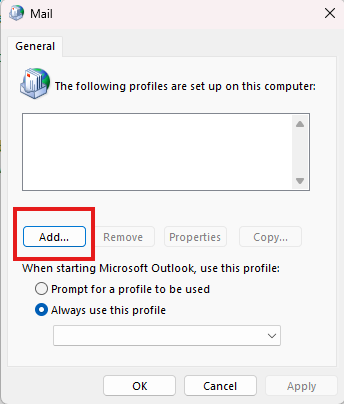 Mail
General
The following profiles are set up on this computer:
Add...
Remove
Properties
Copy...
When starting Microsoft Outlook, use this profile:
Prompt for a profile to be used
Always use this profile
OK
Cancel
Apply